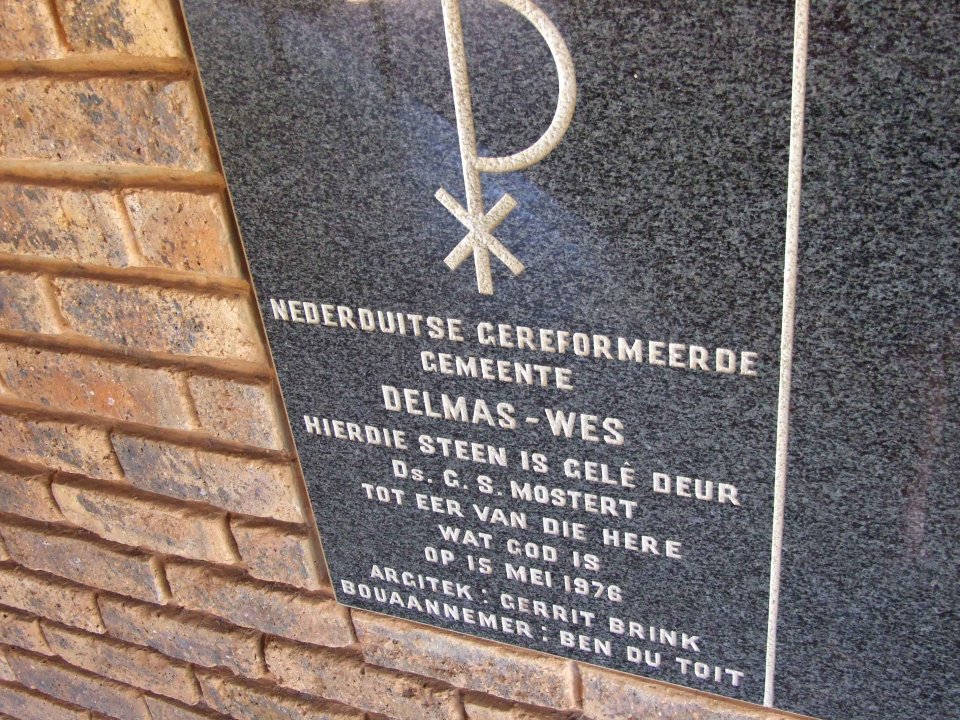 NEDERDUITSE GEREFORMEERDE
GEMEENTE
DELMAS-WES
HIERDIE STEEN IS GELÊ DEUR
Ds. G. S. MOSTERT
TOT EER VAN DIE HERE
WAT GOD IS
OP 15 MEI 1976
ARGITEK : GERRIT BRINK
BOUAANNEMER : BEN DU TOIT